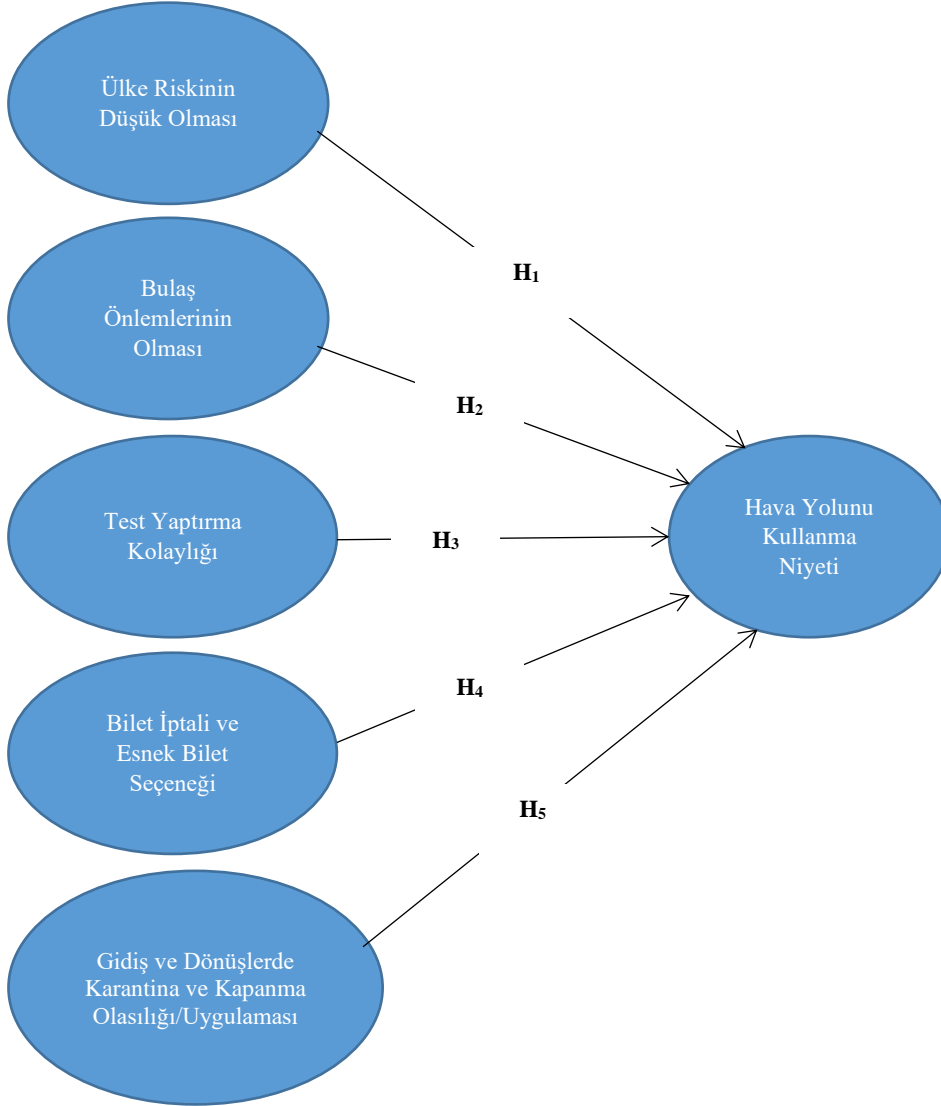 Ülke Riskinin
Düşük Olması
H₁
Bulaş
Önlemlerinin
Olması
H₂
Test Yaptırma
Kolaylığı
H₃
Hava Yolunu
Kullanma
Niyeti
Bilet İptali ve
Esnek Bilet
Seçeneği
H₄
H₅
Gidiş ve Dönüşlerde
Karantina ve Kapanma
Olasılığı/Uygulaması